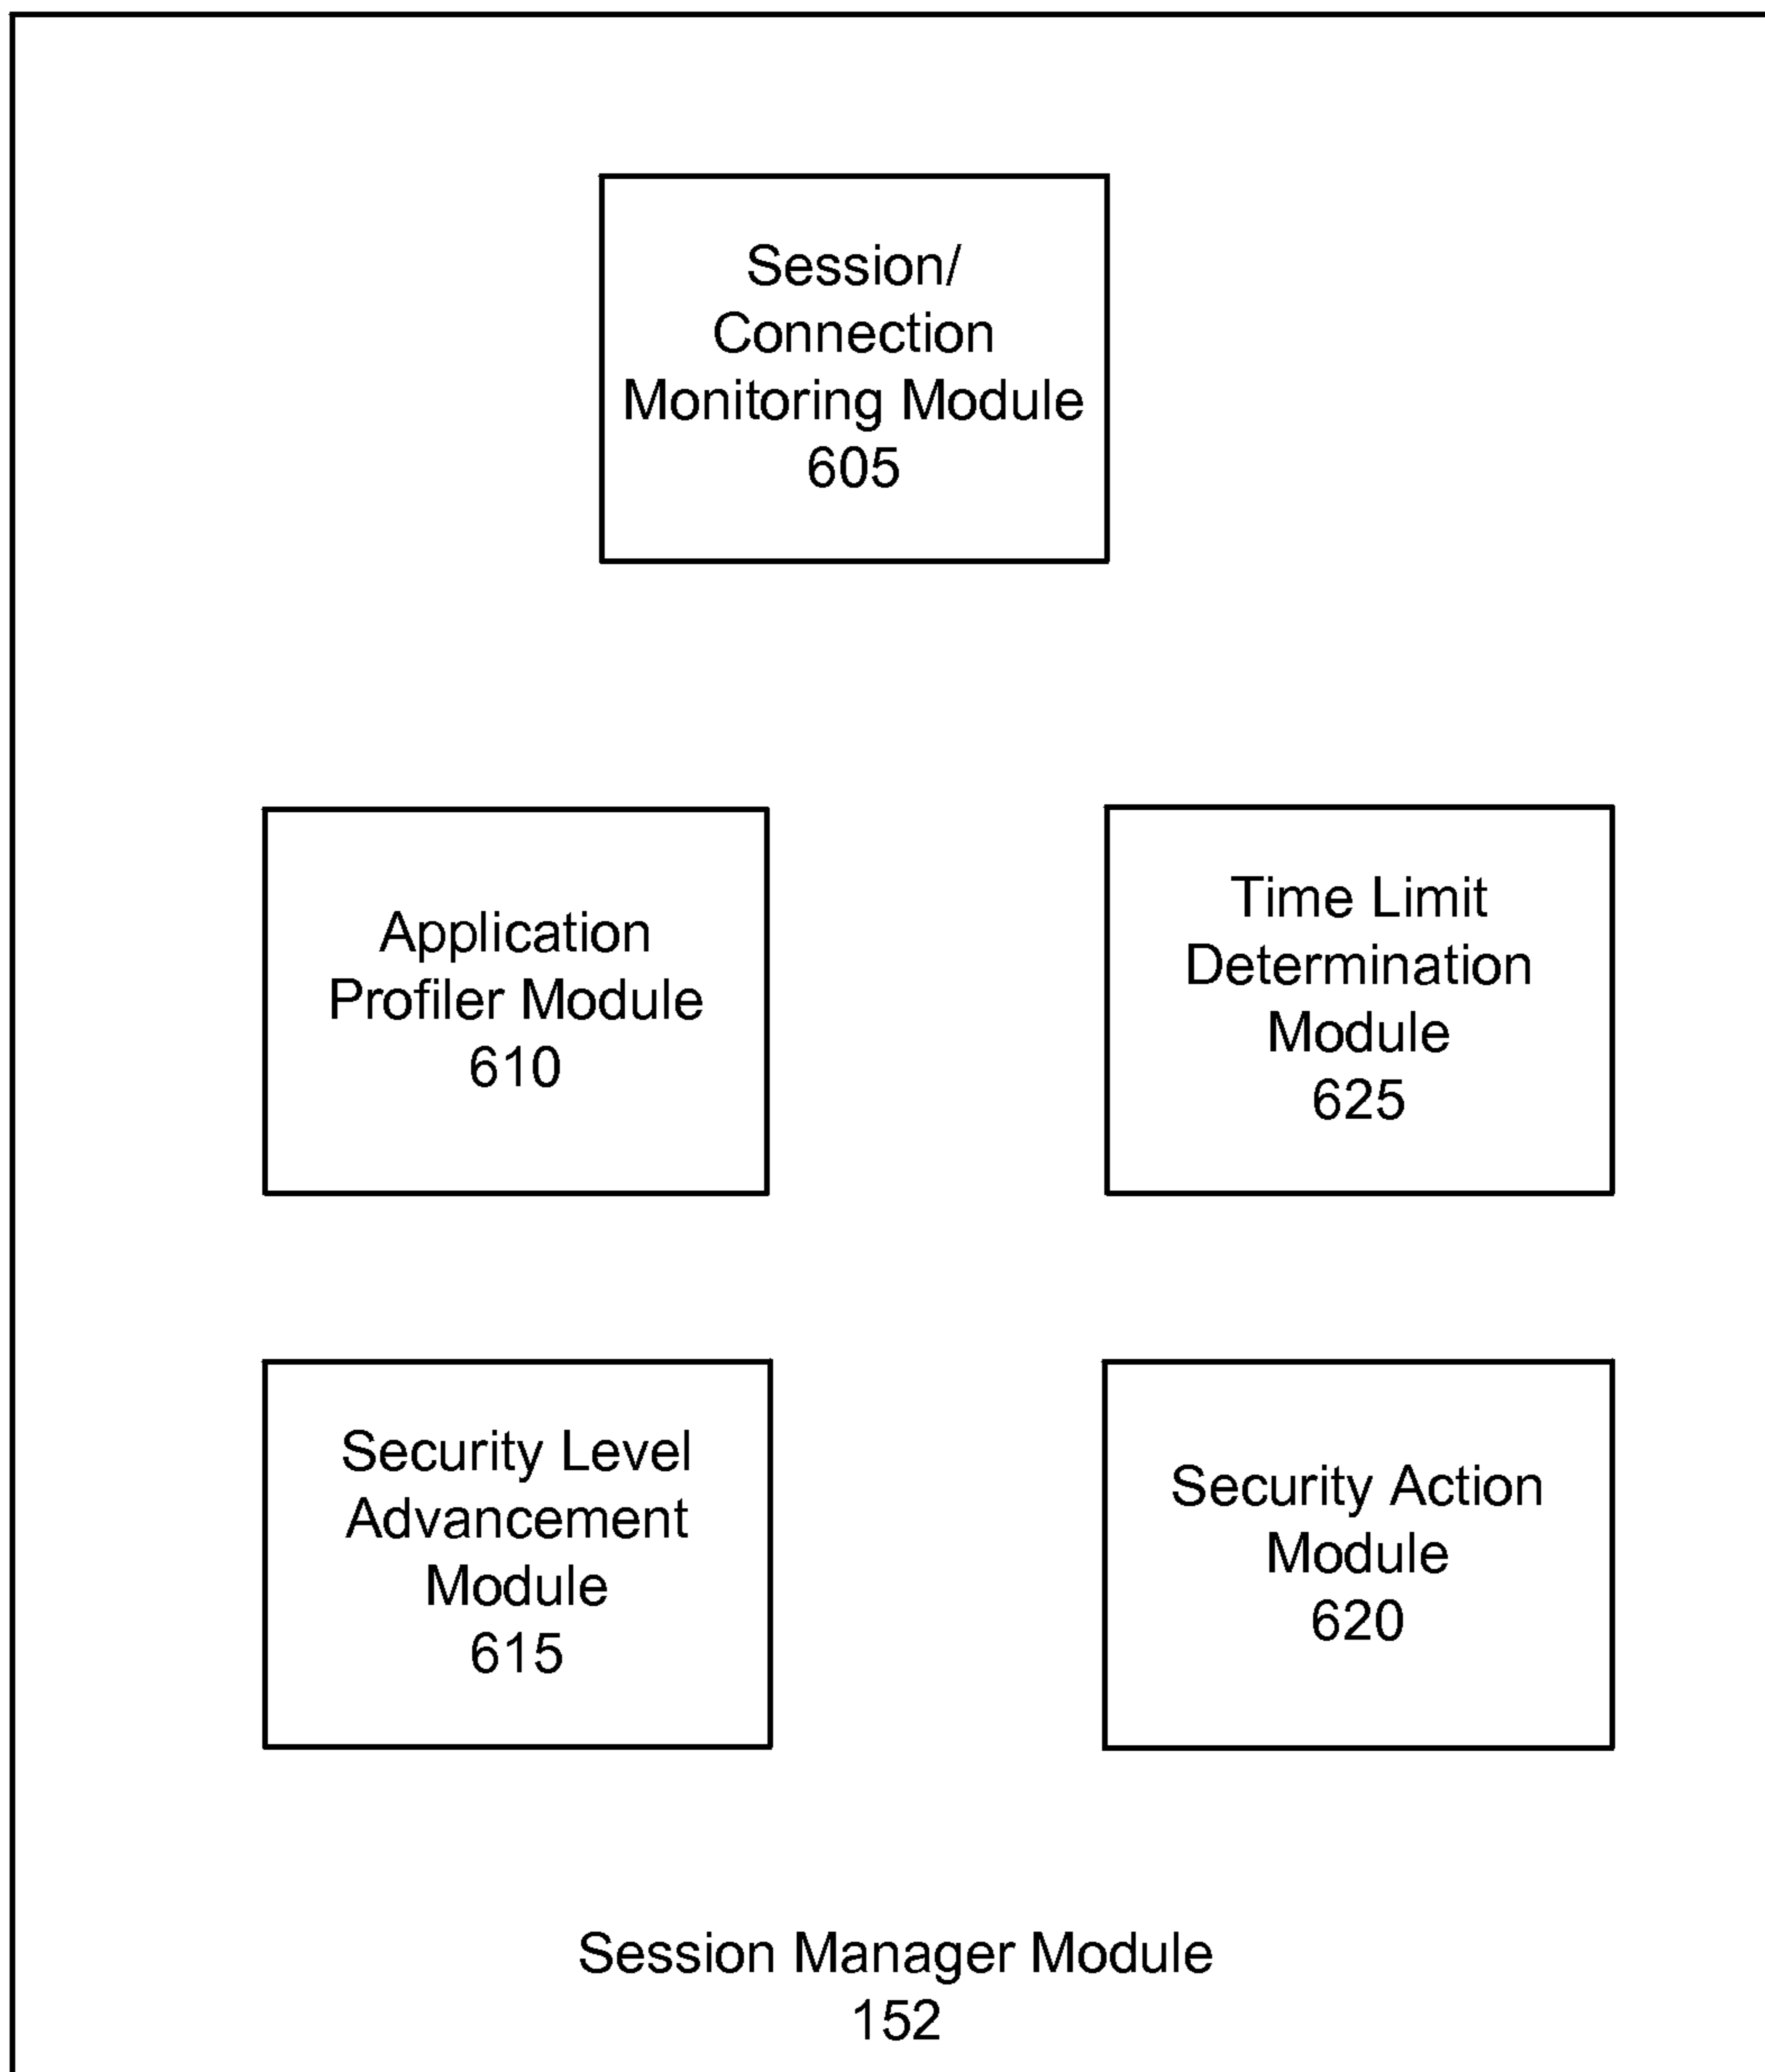 Session/
Connection
Monitoring Module
605
Application
Profiler Module
610
Time Limit
Determination
Module
625
Security Level
Advancement
Module
615
Security Action
Module
620
Session Manager Module
152